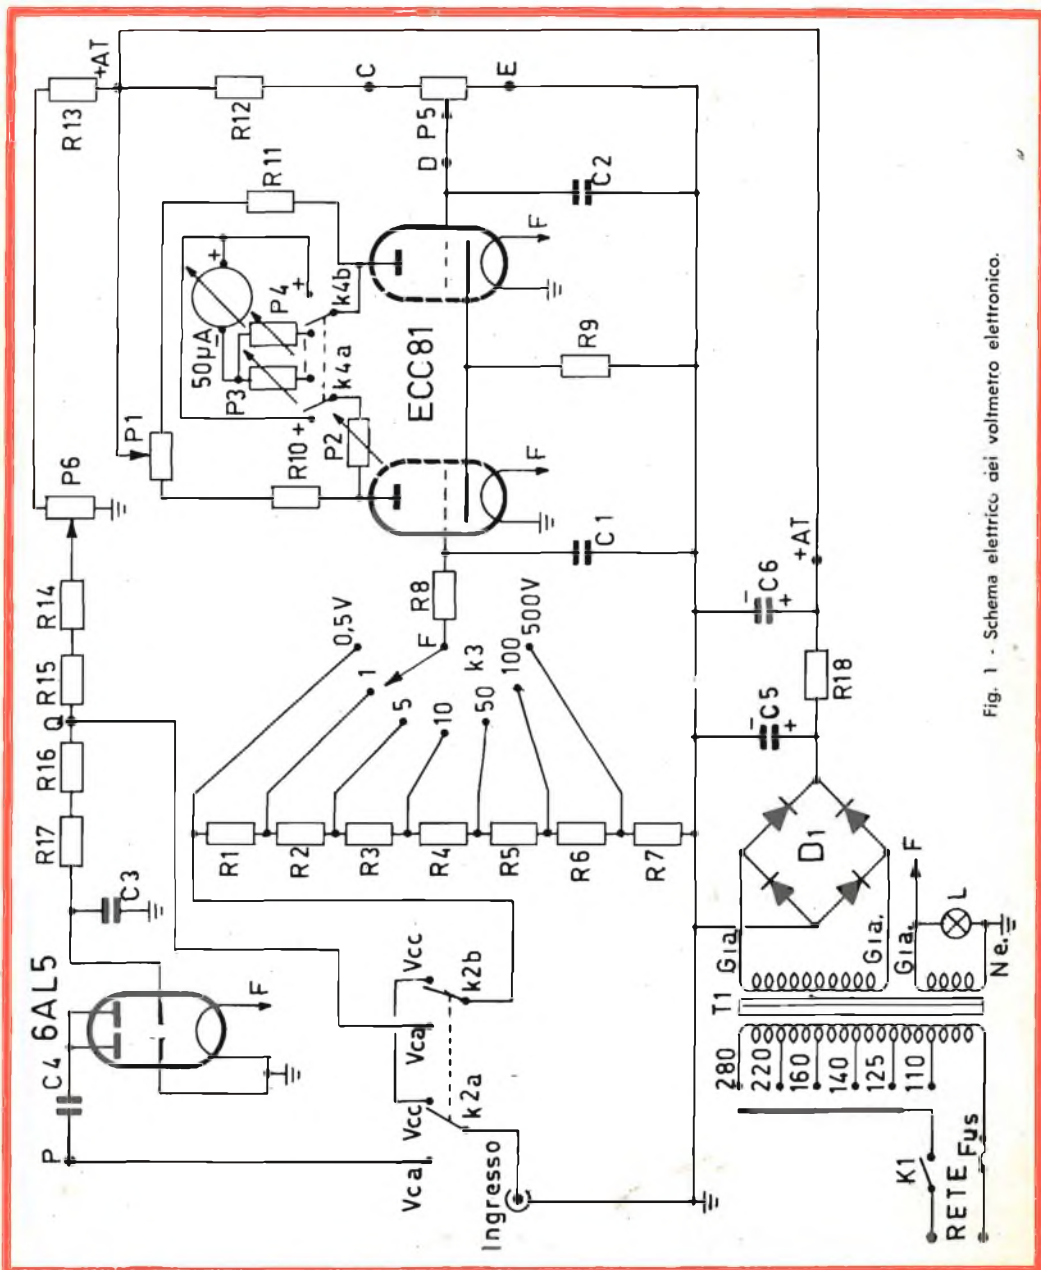 6AL5
P
C4
F
C3
R17
R16
Q
R15
R14
P6
R13
+AT
P1
R12
R11
C
D P5
E
R10
50µA
-
+
P3
P4
+
+
k4a
k4b
P2
ECC81
F
F
C2
R9
C1
R8
F
0,5V
1
5
10
50
k3
100
500V
R1
R2
R3
R4
R5
R6
R7
Vca
Vcc
Vca
Vcc
k2a
k2b
Ingresso
280
220
160
140
125
110
T1
Gia.
Gia.
Gia.
Ne.
F
L
D1
C5
-
+
R18
C6
-
+
+AT
K1
RETE
Fus
Fig. 1 - Schema elettrico del voltmetro elettronico.